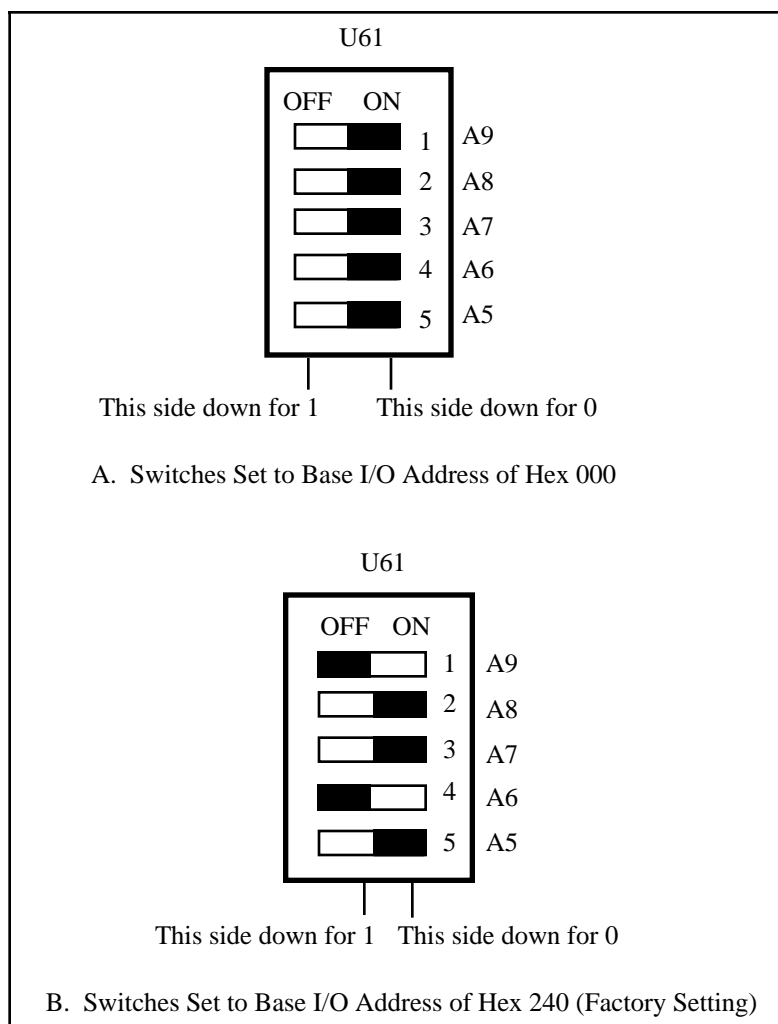 U61
OFF ON
1 A9
2 A8
3 A7
4 A6
5 A5
This side down for 1 This side down for 0
A. Switches Set to Base I/O Address of Hex 000
U61
OFF ON
1 A9
2 A8
3 A7
4 A6
5 A5
This side down for 1 This side down for 0
B. Switches Set to Base I/O Address of Hex 240 (Factory Setting)